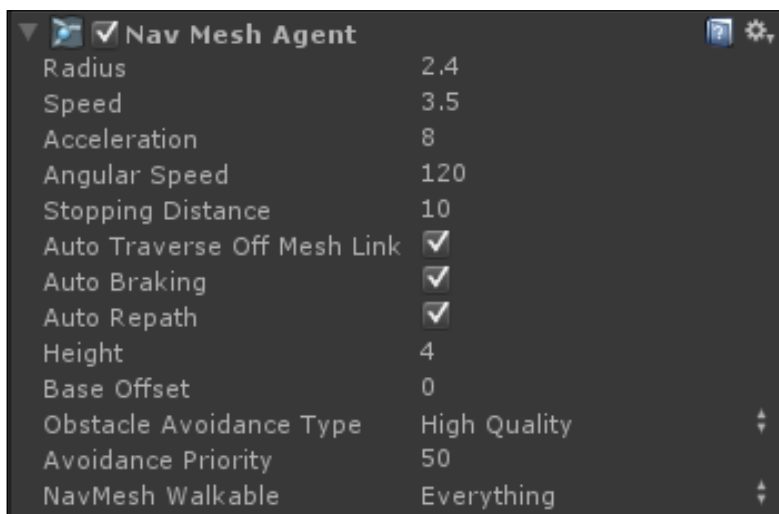 Nav Mesh Agent
Radius 2.4
Speed 3.5
Acceleration 8
Angular Speed 120
Stopping Distance 10
Auto Traverse Off Mesh Link
Auto Braking
Auto Repath
Height 4
Base Offset 0
Obstacle Avoidance Type High Quality
Avoidance Priority 50
NavMesh Walkable Everything